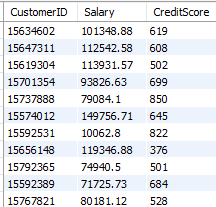 CustomerID Salary CreditScore
15634602 101348.88 619
15647311 112542.58 608
15619304 113931.57 502
15701354 93826.63 699
15737888 79084.1 850
15574012 149756.71 645
15592531 10062.8 822
15656148 119346.88 376
15792365 74940.5 501
15592389 71725.73 684
15767821 80181.12 528